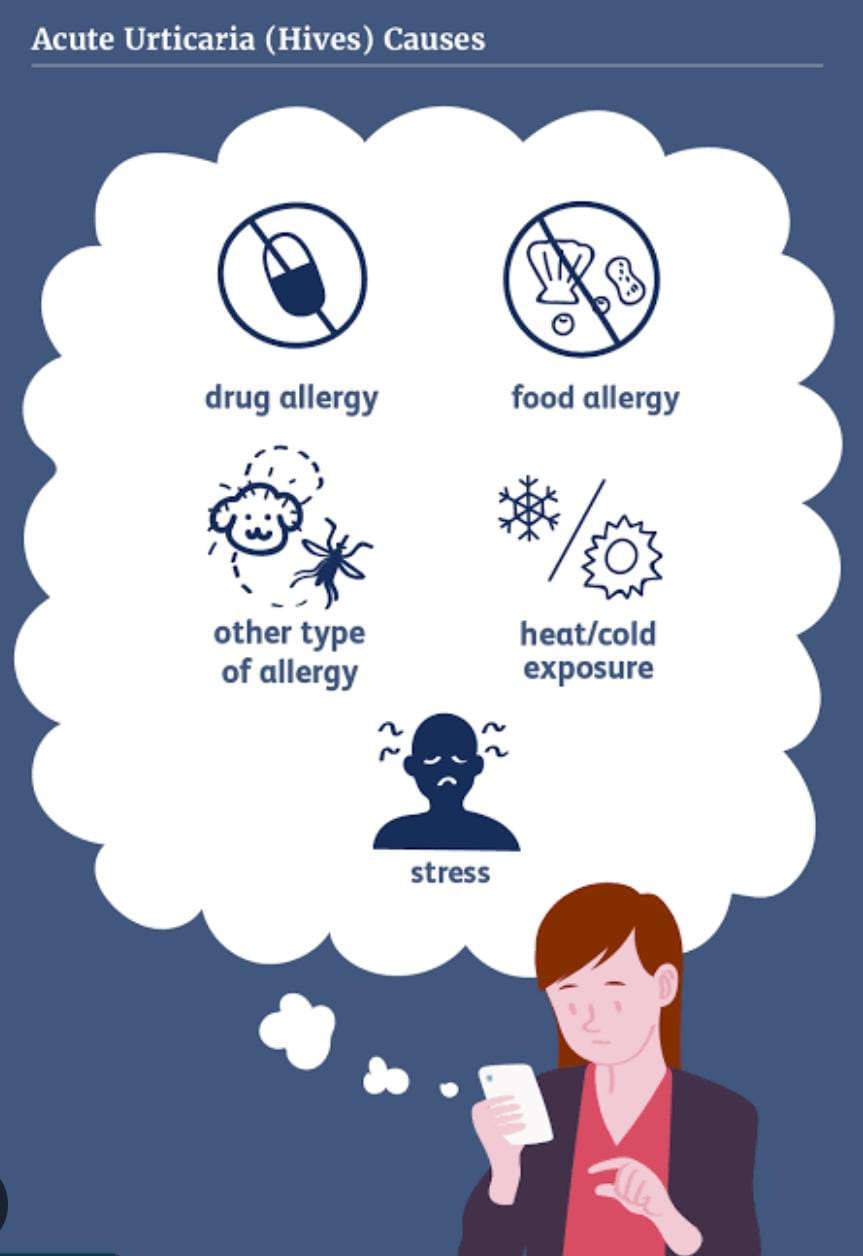 Acute Urticaria (Hives) Causes
drug allergy
food allergy
other type
of allergy
heat/cold
exposure
stress